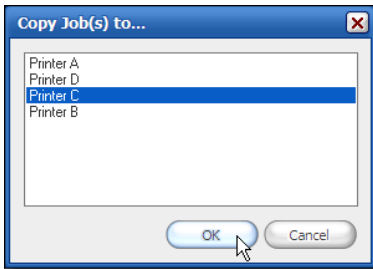 Copy Job(s) to...
Printer A
Printer D
Printer C
Printer B
OK
Cancel